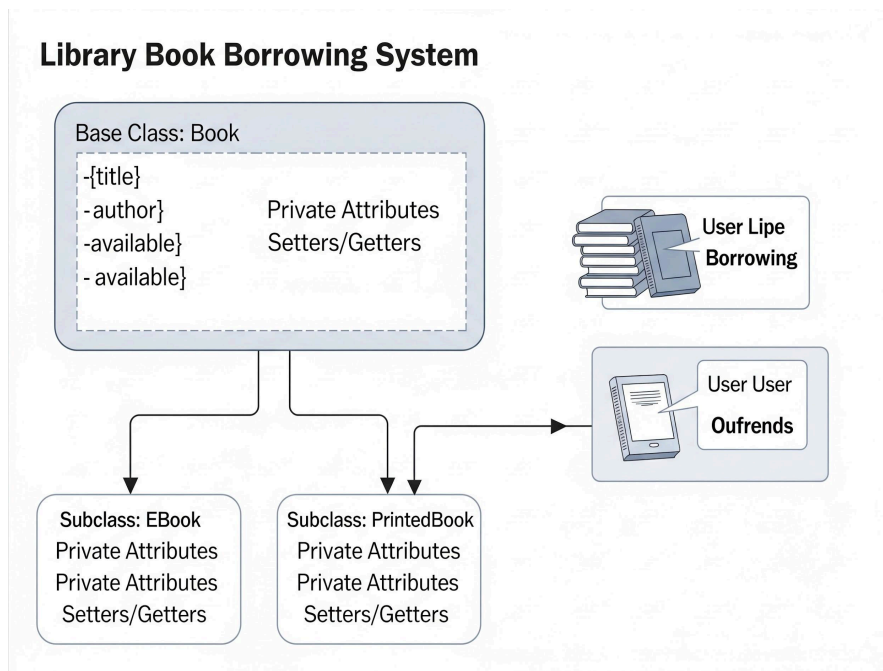 Library Book Borrowing System
Base Class: Book
-{title}
- author}
-available}
- available}
Private Attributes
Setters/Getters
User Lipe
Borrowing
User User
Oufrends
Subclass: EBook
Private Attributes
Private Attributes
Setters/Getters
Subclass: PrintedBook
Private Attributes
Private Attributes
Setters/Getters